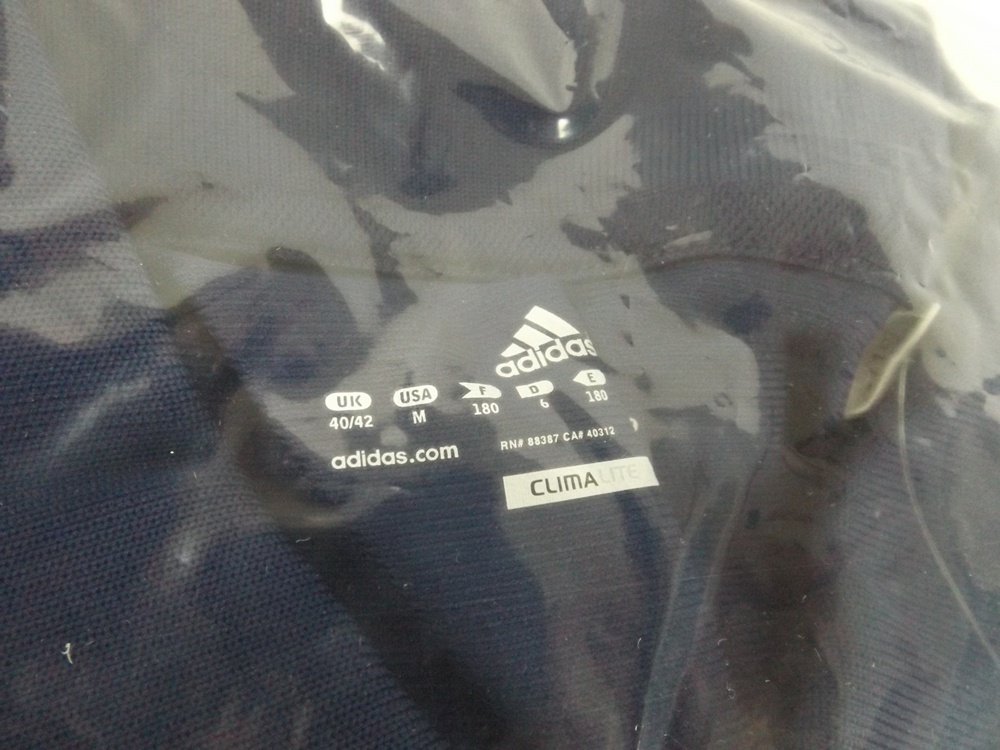 adidas
UK USA F D E
40/42 M 180 6 180
adidas.com
RN# 88387 CA# 40312
CLIMALITE